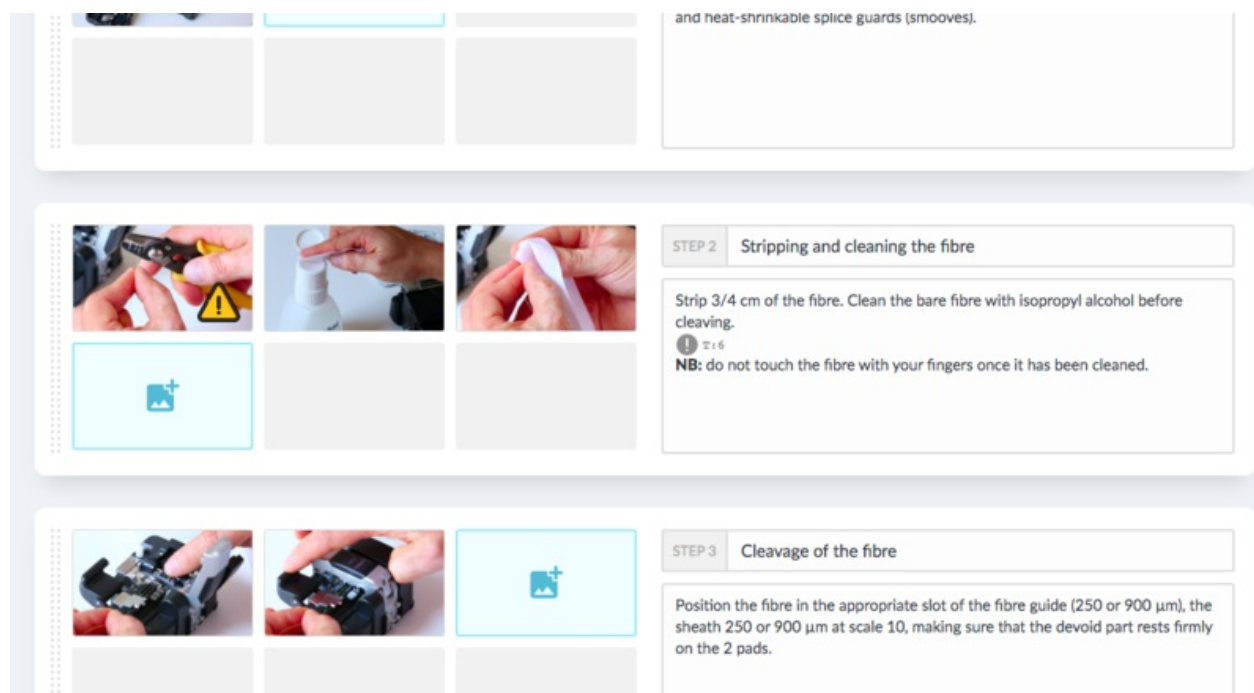 and heat-shrinkable splice guards (smooves).
STEP 2 Stripping and cleaning the fibre
Strip 3/4 cm of the fibre. Clean the bare fibre with isopropyl alcohol before
cleaving.
T:6
NB: do not touch the fibre with your fingers once it has been cleaned.
STEP 3 Cleavage of the fibre
Position the fibre in the appropriate slot of the fibre guide (250 or 900 μm), the
sheath 250 or 900 μm at scale 10, making sure that the devoid part rests firmly
on the 2 pads.